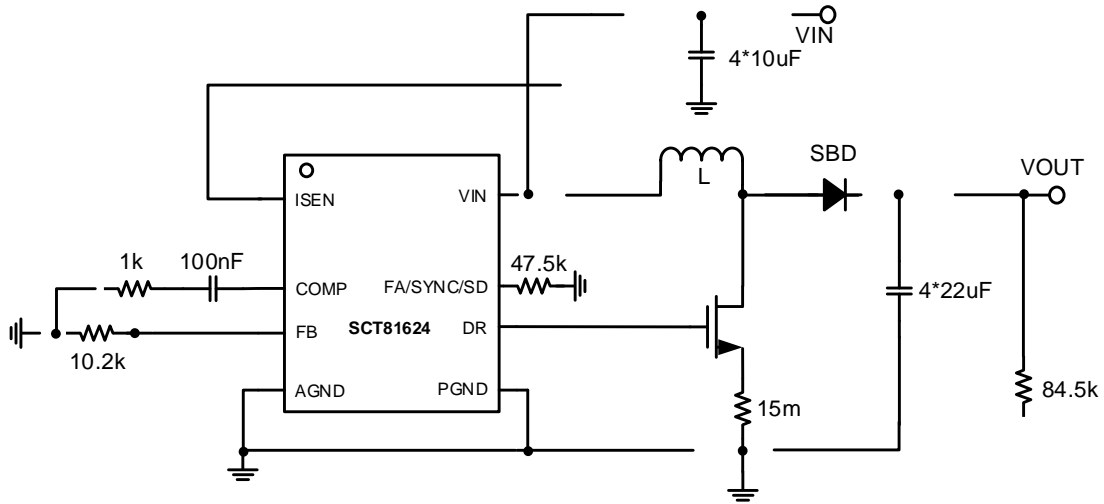 VIN
4*10uF
SBD
VOUT
L
ISEN
VIN
1k
100nF
47.5k
COMP
FA/SYNC/SD
4*22uF
SCT81624
FB
DR
10.2k
AGND
PGND
15m
84.5k